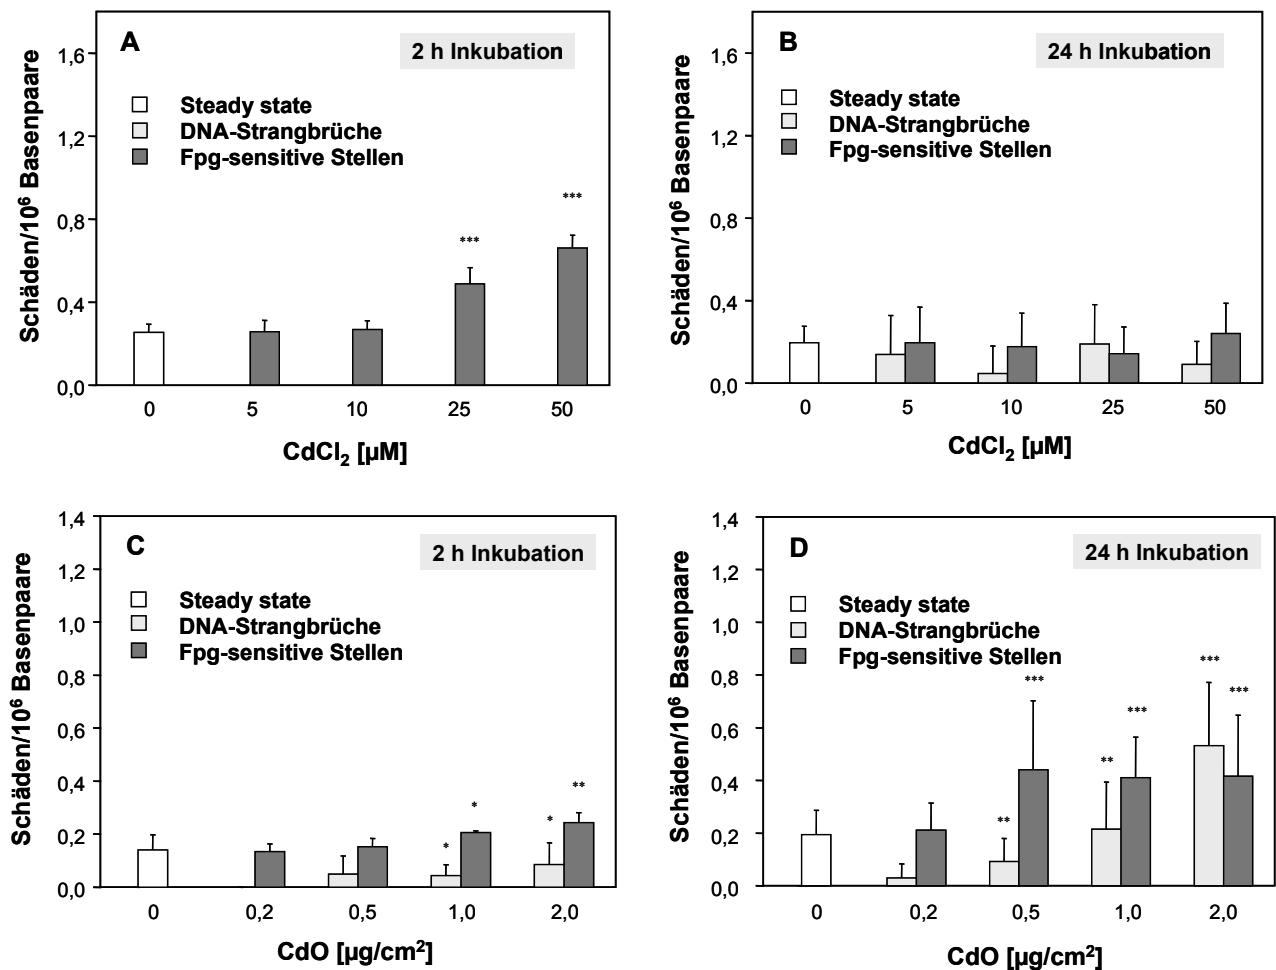 A
2 h Inkubation
Steady state
DNA-Strangbrüche
Fpg-sensitive Stellen
Schäden/10⁶ Basenpaare
1,6
1,2
0,8
0,4
0,0
***
***
0 5 10 25 50
CdCl₂ [µM]
B
24 h Inkubation
Steady state
DNA-Strangbrüche
Fpg-sensitive Stellen
Schäden/10⁶ Basenpaare
1,6
1,2
0,8
0,4
0,0
0 5 10 25 50
CdCl₂ [µM]
C
2 h Inkubation
Steady state
DNA-Strangbrüche
Fpg-sensitive Stellen
Schäden/10⁶ Basenpaare
1,4
1,2
1,0
0,8
0,6
0,4
0,2
0,0
* * * **
0 0,2 0,5 1,0 2,0
CdO [µg/cm²]
D
24 h Inkubation
Steady state
DNA-Strangbrüche
Fpg-sensitive Stellen
Schäden/10⁶ Basenpaare
1,4
1,2
1,0
0,8
0,6
0,4
0,2
0,0
** *** ** *** *** ***
0 0,2 0,5 1,0 2,0
CdO [µg/cm²]